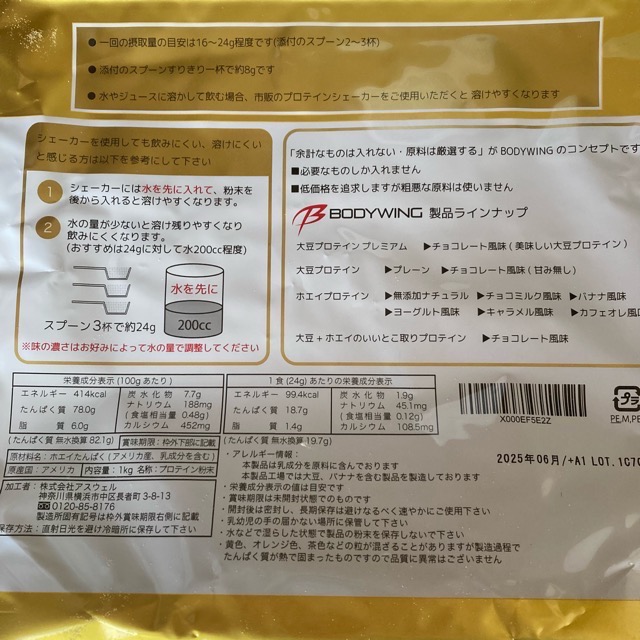 ● 一回の摂取量の目安は16〜24g程度です(添付のスプーン2〜3杯)
● 添付のスプーンすりきり一杯で約8gです
● 水やジュースに溶かして飲む場合、市販のプロテインシェーカーをご使用いただくと 溶けやすくなります
シェーカーを使用しても飲みにくい、溶けにくい
と感じる方は以下を参考にして下さい
1 シェーカーには水を先に入れて、粉末を
後から入れると溶けやすくなります。
2 水の量が少ないと溶け残りやすくなり
飲みにくくなります。
(おすすめは24gに対して水200cc程度)
水を先に
200cc
スプーン3杯で約24g
※味の濃さはお好みによって水の量で調整してください
「余計なものは入れない・原料は厳選する」が BODYWING のコンセプトです
■必要なものしか入れません
■低価格を追求しますが粗悪な原料は使いません
BODYWING 製品ラインナップ
大豆プロテイン プレミアム ▶チョコレート風味 ( 美味しい大豆プロテイン )
大豆プロテイン ▶プレーン ▶チョコレート風味 ( 甘み無し )
ホエイプロテイン ▶無添加ナチュラル ▶チョコミルク風味 ▶バナナ風味
▶ヨーグルト風味 ▶キャラメル風味 ▶カフェオレ風味
大豆 + ホエイのいいとこ取りプロテイン ▶チョコレート風味
栄養成分表示 (100g あたり)
エネルギー 414kcal 炭水化物 7.7g
たんぱく質 78.0g ナトリウム 188mg
(食塩相当量 0.48g)
脂質 6.0g カルシウム 452mg
(たんぱく質 無水換算 82.1g) 賞味期限：枠外下部に記載
原材料名：ホエイたんぱく (アメリカ産、乳成分を含む)
原産国：アメリカ 内容量：1kg 名称：プロテイン粉末
加工者：株式会社アスウェル
神奈川県横浜市中区長者町3-8-13
0120-85-8176
製造所固有記号は枠外賞味期限右側に記載
保存方法：直射日光を避け冷暗所に保存して下さい
1 食 (24g) あたりの栄養成分表示
エネルギー 99.4kcal 炭水化物 1.9g
たんぱく質 18.7g ナトリウム 45.1mg
(食塩相当量 0.12g)
脂質 1.4g カルシウム 108.5mg
(たんぱく質 無水換算 19.7g)
・アレルギー情報：
本製品は乳成分を原料に含みます。
本製品工場では大豆、バナナを含む製品を製造しております
・栄養成分表示の値は目安です
・賞味期限は未開封状態でのものです
・開封後は密封し、長期保存は避けなるべく速やかにご使用下さい。
・乳幼児の手の届かない場所に保管して下さい。
・水などで湿らした状態で製品の粉末を保存しないで下さい
・黄色、オレンジ色、茶色などの粒が混ざることがありますが製造過程で
たんぱく質が熱で固まったものですので品質に異常はございません
X000EF5E2Z
プラ
PE,M,PE
2025年06月/+A1 LOT.1G7